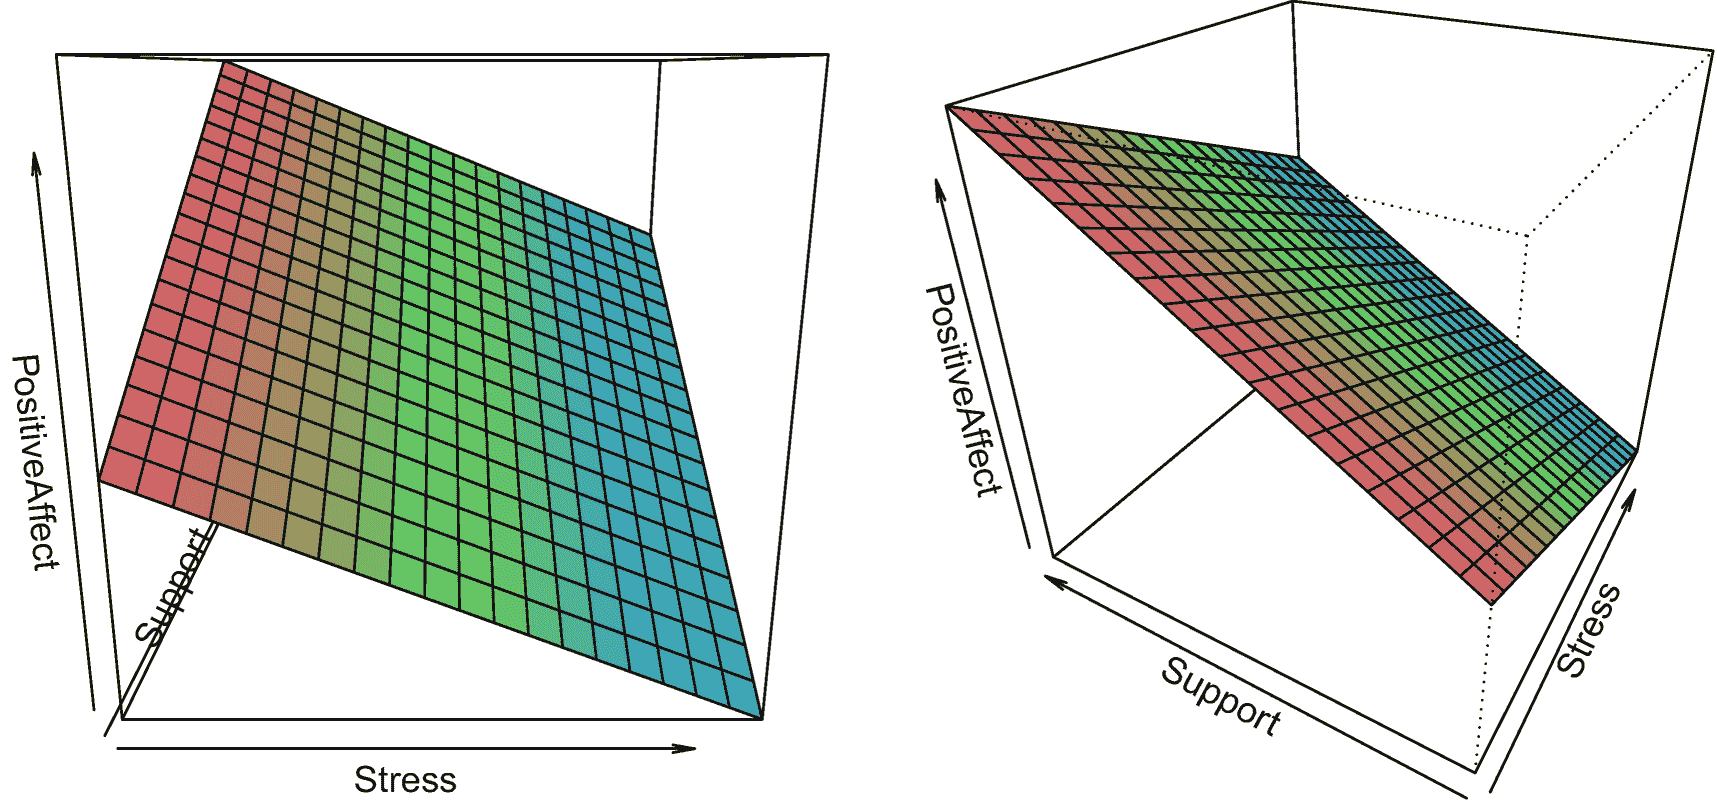 PositiveAffect
Support
Stress
PositiveAffect
Support
Stress